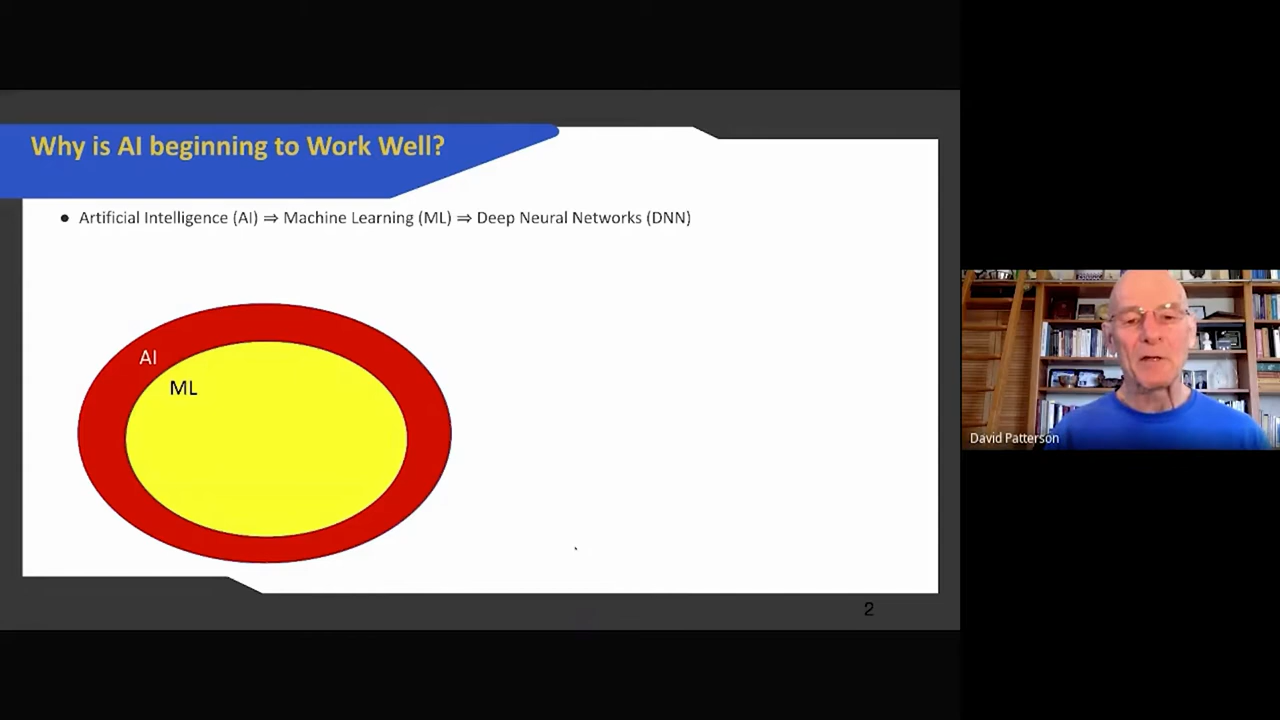 Why is AI beginning to Work Well?
● Artificial Intelligence (AI) ⇒ Machine Learning (ML) ⇒ Deep Neural Networks (DNN)
AI
ML
David Patterson
2